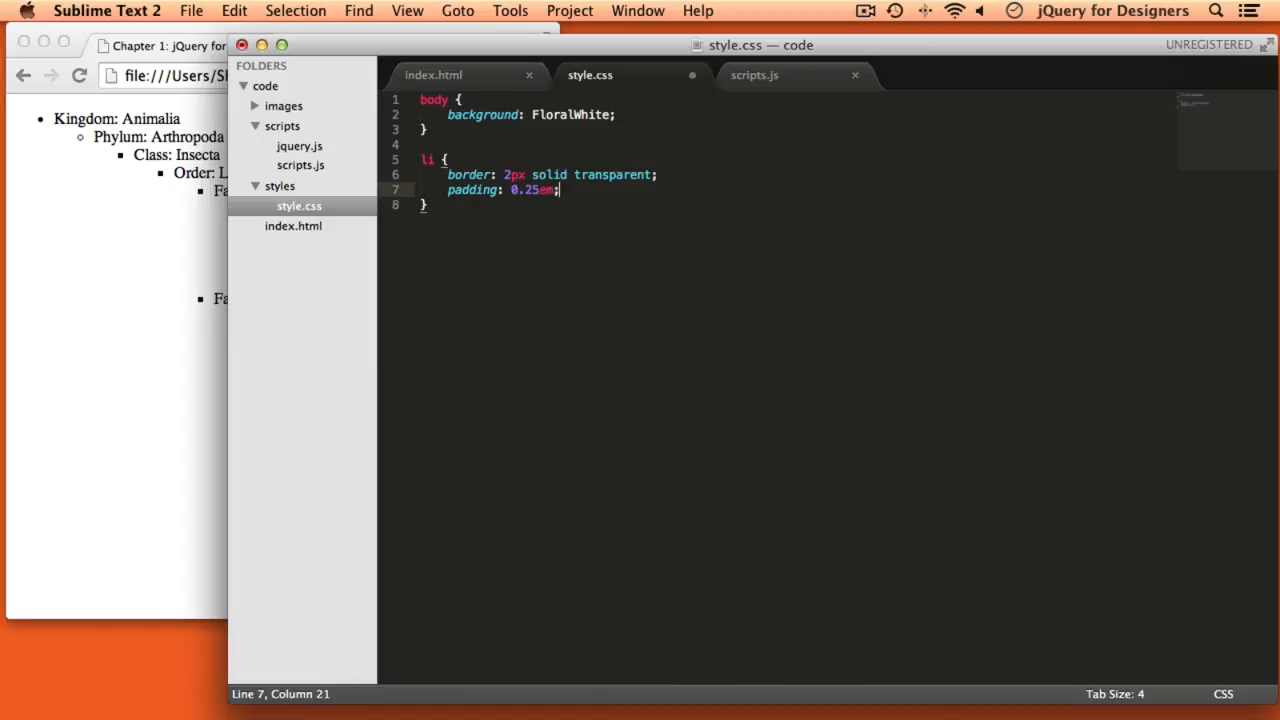 Sublime Text 2 File Edit Selection Find View Goto Tools Project Window Help jQuery for Designers
Chapter 1: jQuery for
file:///Users/Sh
Kingdom: Animalia
Phylum: Arthropoda
Class: Insecta
Order: L
Fa
Fa
style.css — code
UNREGISTERED
FOLDERS
code
images
scripts
jquery.js
scripts.js
styles
style.css
index.html
index.html style.css scripts.js
1 body {
2 background: FloralWhite;
3 }
4
5 li {
6 border: 2px solid transparent;
7 padding: 0.25em;
8 }
Line 7, Column 21 Tab Size: 4 CSS